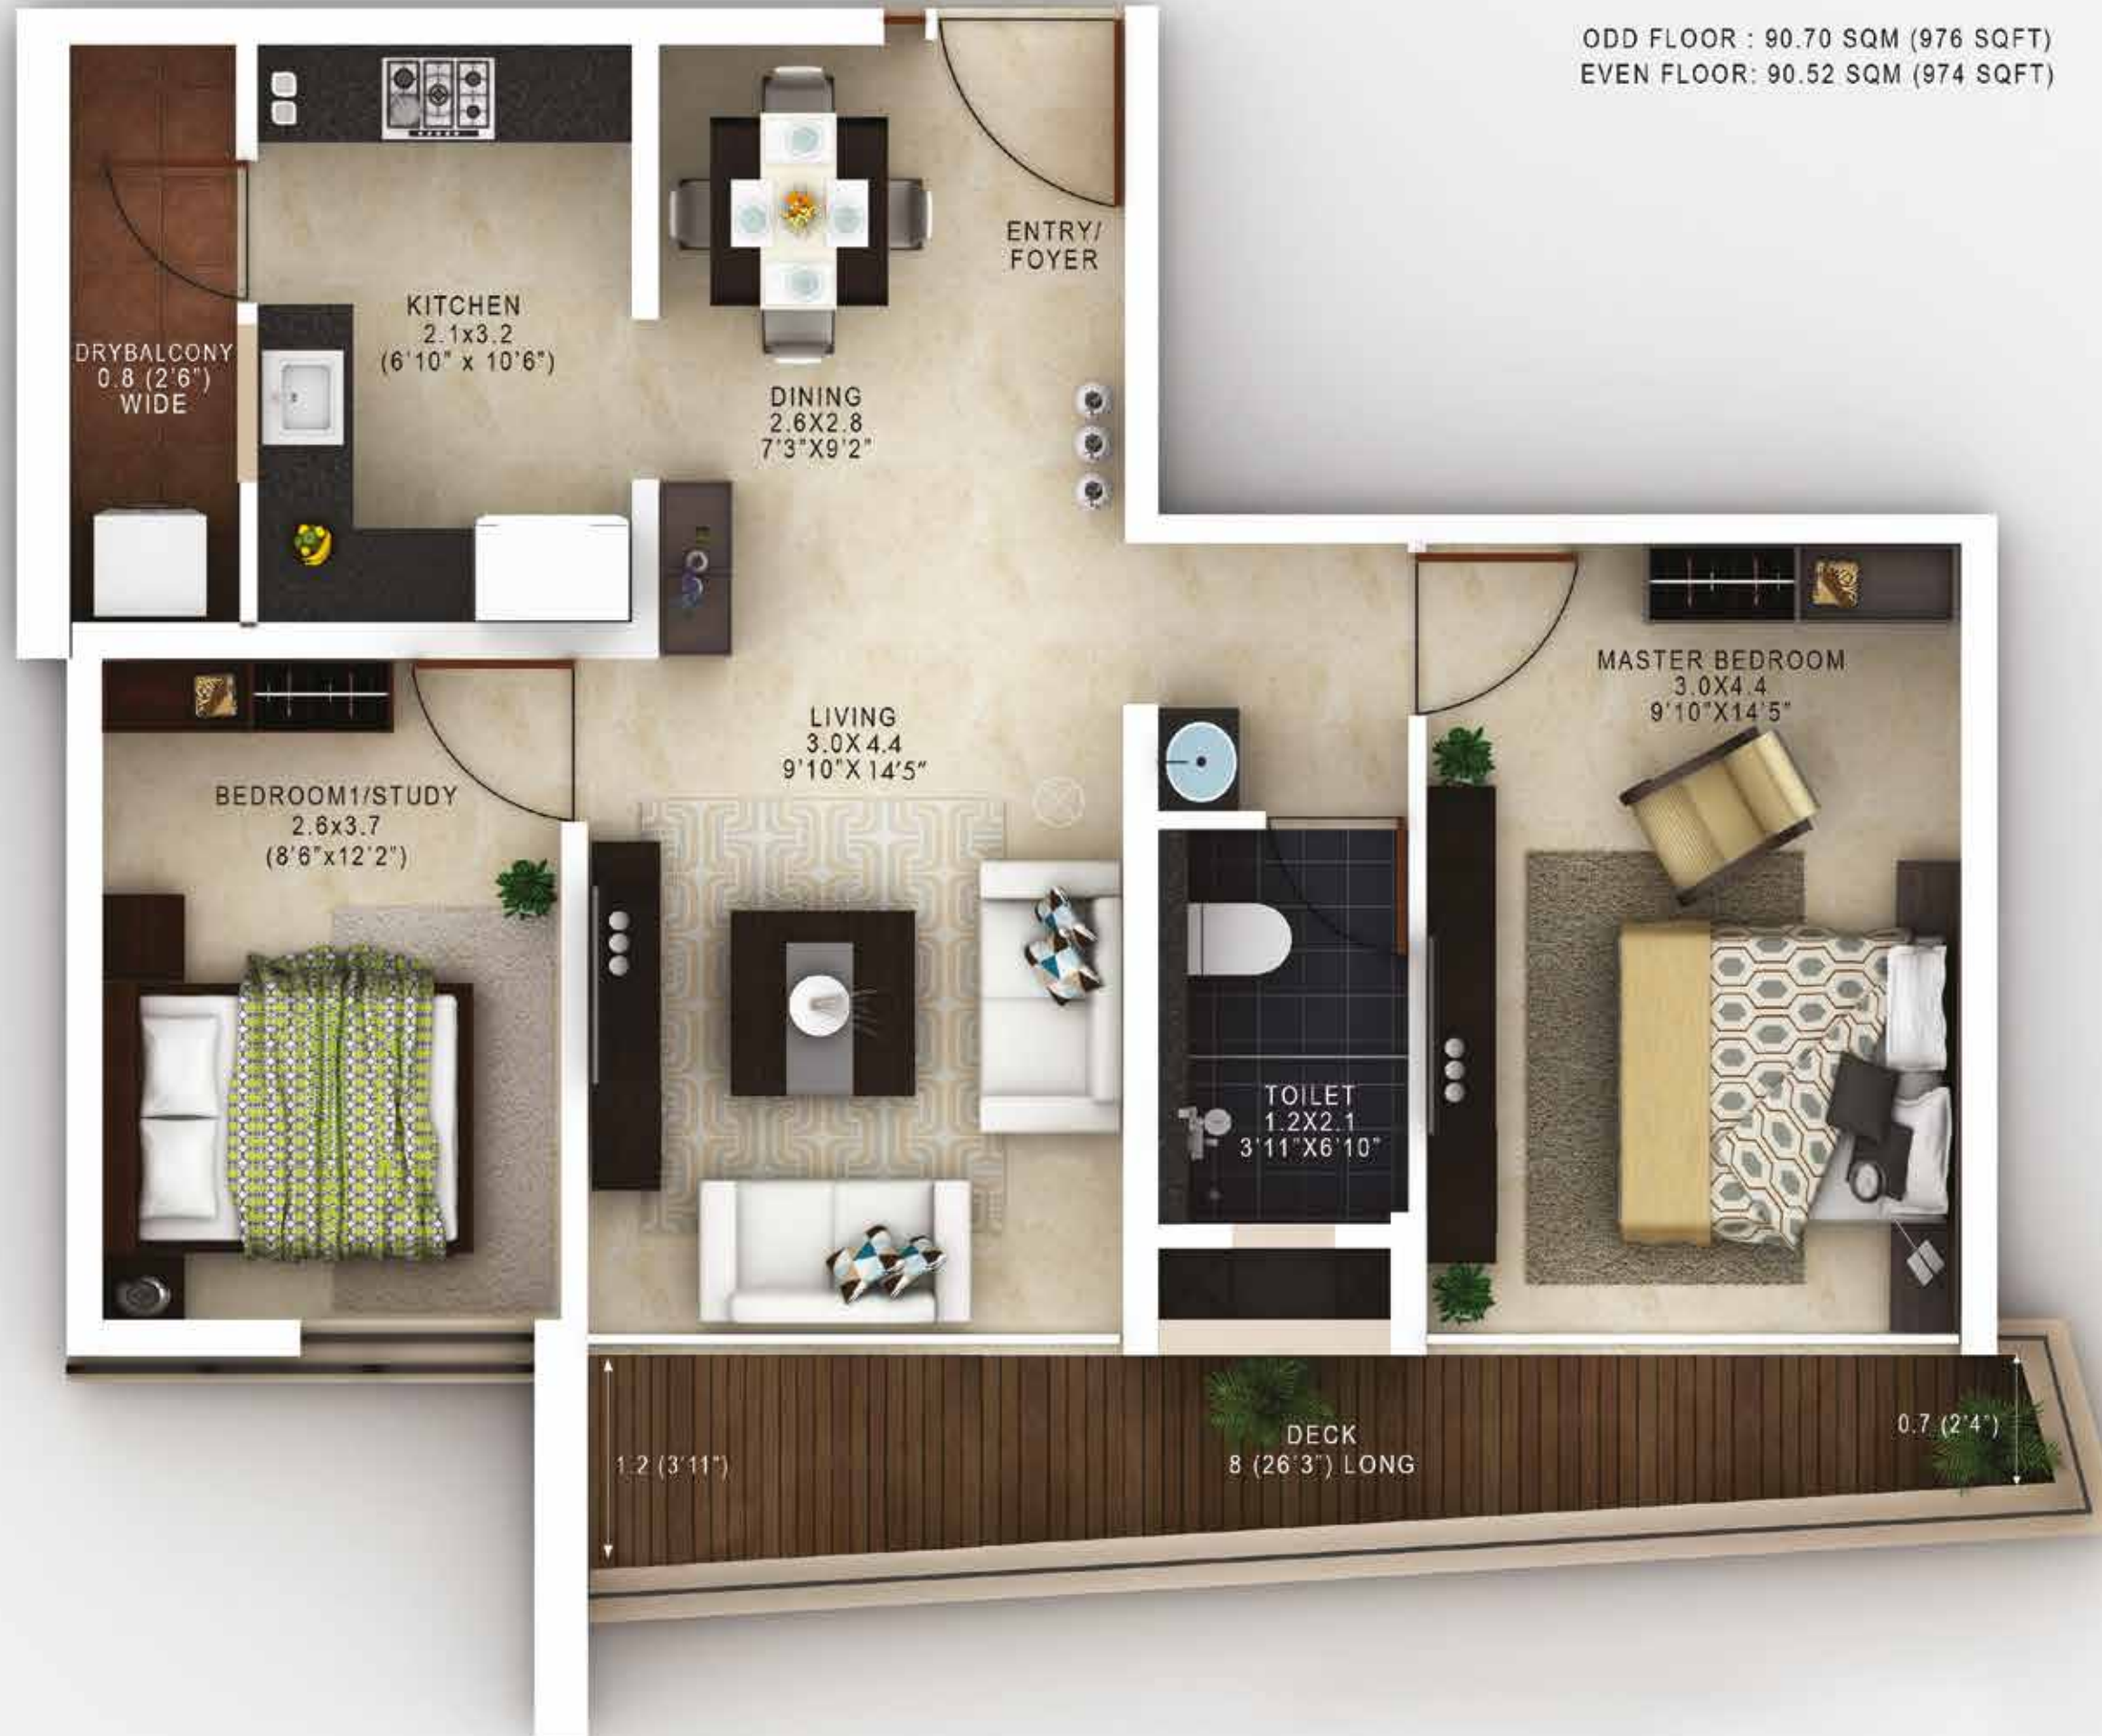 ODD FLOOR : 90.70 SQM (976 SQFT)
EVEN FLOOR: 90.52 SQM (974 SQFT)
ENTRY/
FOYER
KITCHEN
2.1x3.2
(6'10" x 10'6")
DRYBALCONY
0.8 (2'6")
WIDE
DINING
2.6X2.8
7'3"X9'2"
MASTER BEDROOM
3.0X4.4
9'10"X14'5"
LIVING
3.0X4.4
9'10"X14'5"
BEDROOM1/STUDY
2.6x3.7
(8'6"x12'2")
TOILET
1.2X2.1
3'11"X6'10"
DECK
8 (26'3") LONG
1.2 (3'11")
0.7 (2'4")